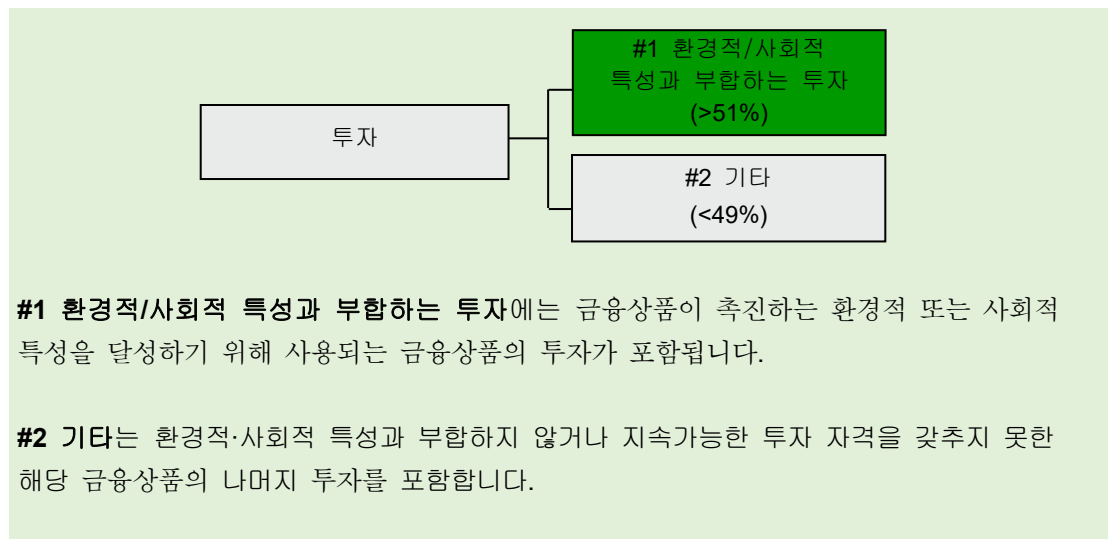 #1 환경적/사회적
특성과 부합하는 투자
(>51%)
투자
#2 기타
(<49%)
#1 환경적/사회적 특성과 부합하는 투자에는 금융상품이 촉진하는 환경적 또는 사회적
특성을 달성하기 위해 사용되는 금융상품의 투자가 포함됩니다.
#2 기타는 환경적·사회적 특성과 부합하지 않거나 지속가능한 투자 자격을 갖추지 못한
해당 금융상품의 나머지 투자를 포함합니다.